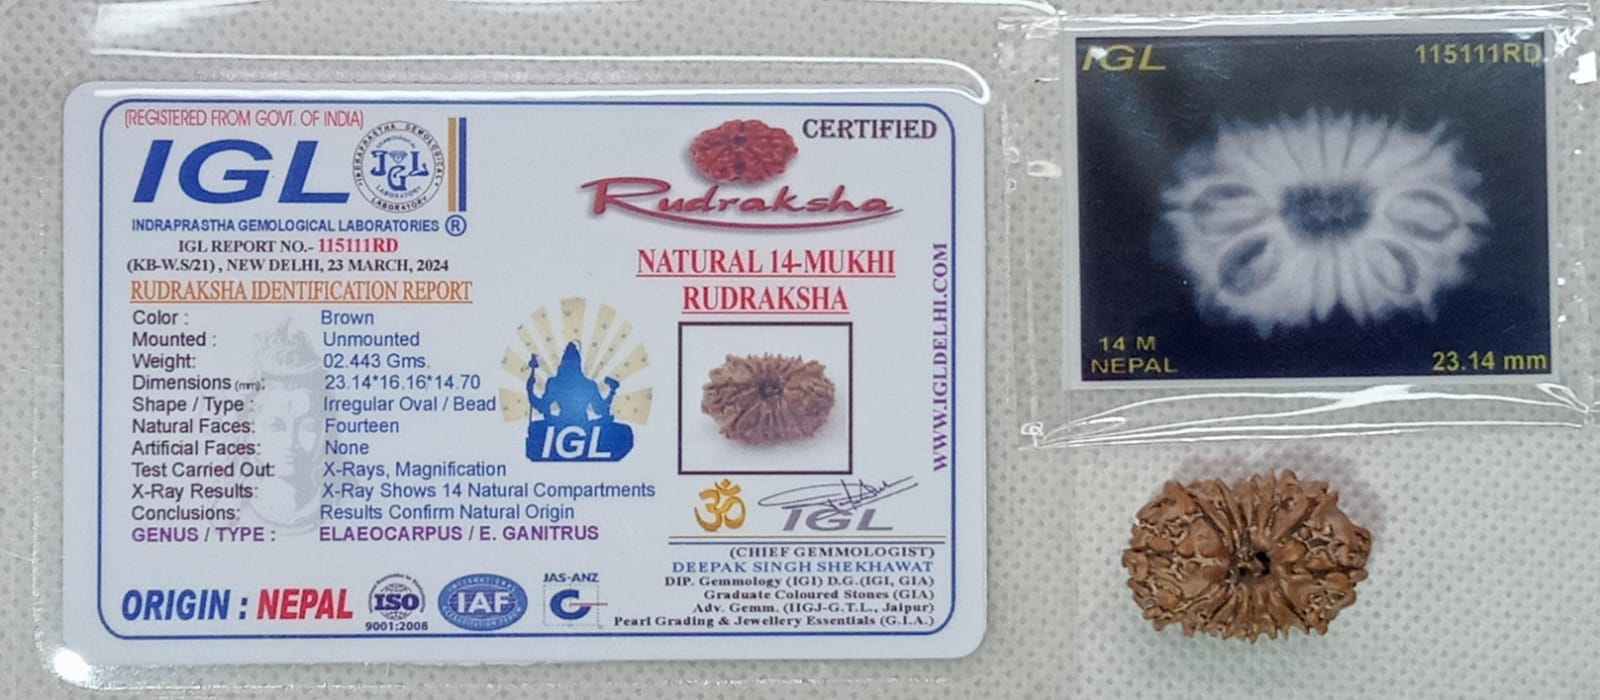 (REGISTERED FROM GOVT. OF INDIA)
IGL
INDRAPRASTHA GEMOLOGICAL LABORATORY
IGL
INDRAPRASTHA GEMOLOGICAL LABORATORIES ®
IGL REPORT NO.- 115111RD
(KB-W.S/21) , NEW DELHI, 23 MARCH, 2024
RUDRAKSHA IDENTIFICATION REPORT
Color : Brown
Mounted : Unmounted
Weight: 02.443 Gms.
Dimensions (mm): 23.14*16.16*14.70
Shape / Type : Irregular Oval / Bead
Natural Faces: Fourteen
Artificial Faces: None
Test Carried Out: X-Rays, Magnification
X-Ray Results: X-Ray Shows 14 Natural Compartments
Conclusions: Results Confirm Natural Origin
GENUS / TYPE : ELAEOCARPUS / E. GANITRUS
ORIGIN : NEPAL
ISO
9001:2008
INTERNATIONAL
IAF
JAS-ANZ
IGL
CERTIFIED
Rudraksha
NATURAL 14-MUKHI
RUDRAKSHA
WWW.IGLDELHI.COM
ॐ
IGL
(CHIEF GEMMOLOGIST)
DEEPAK SINGH SHEKHAWAT
DIP. Gemmology (IGI) D.G.(IGI, GIA)
Graduate Coloured Stones (GIA)
Adv. Gemm. (IIGJ-G.T.L., Jaipur)
Pearl Grading & Jewellery Essentials (G.I.A.)
IGL 115111RD
14 M
NEPAL
23.14 mm